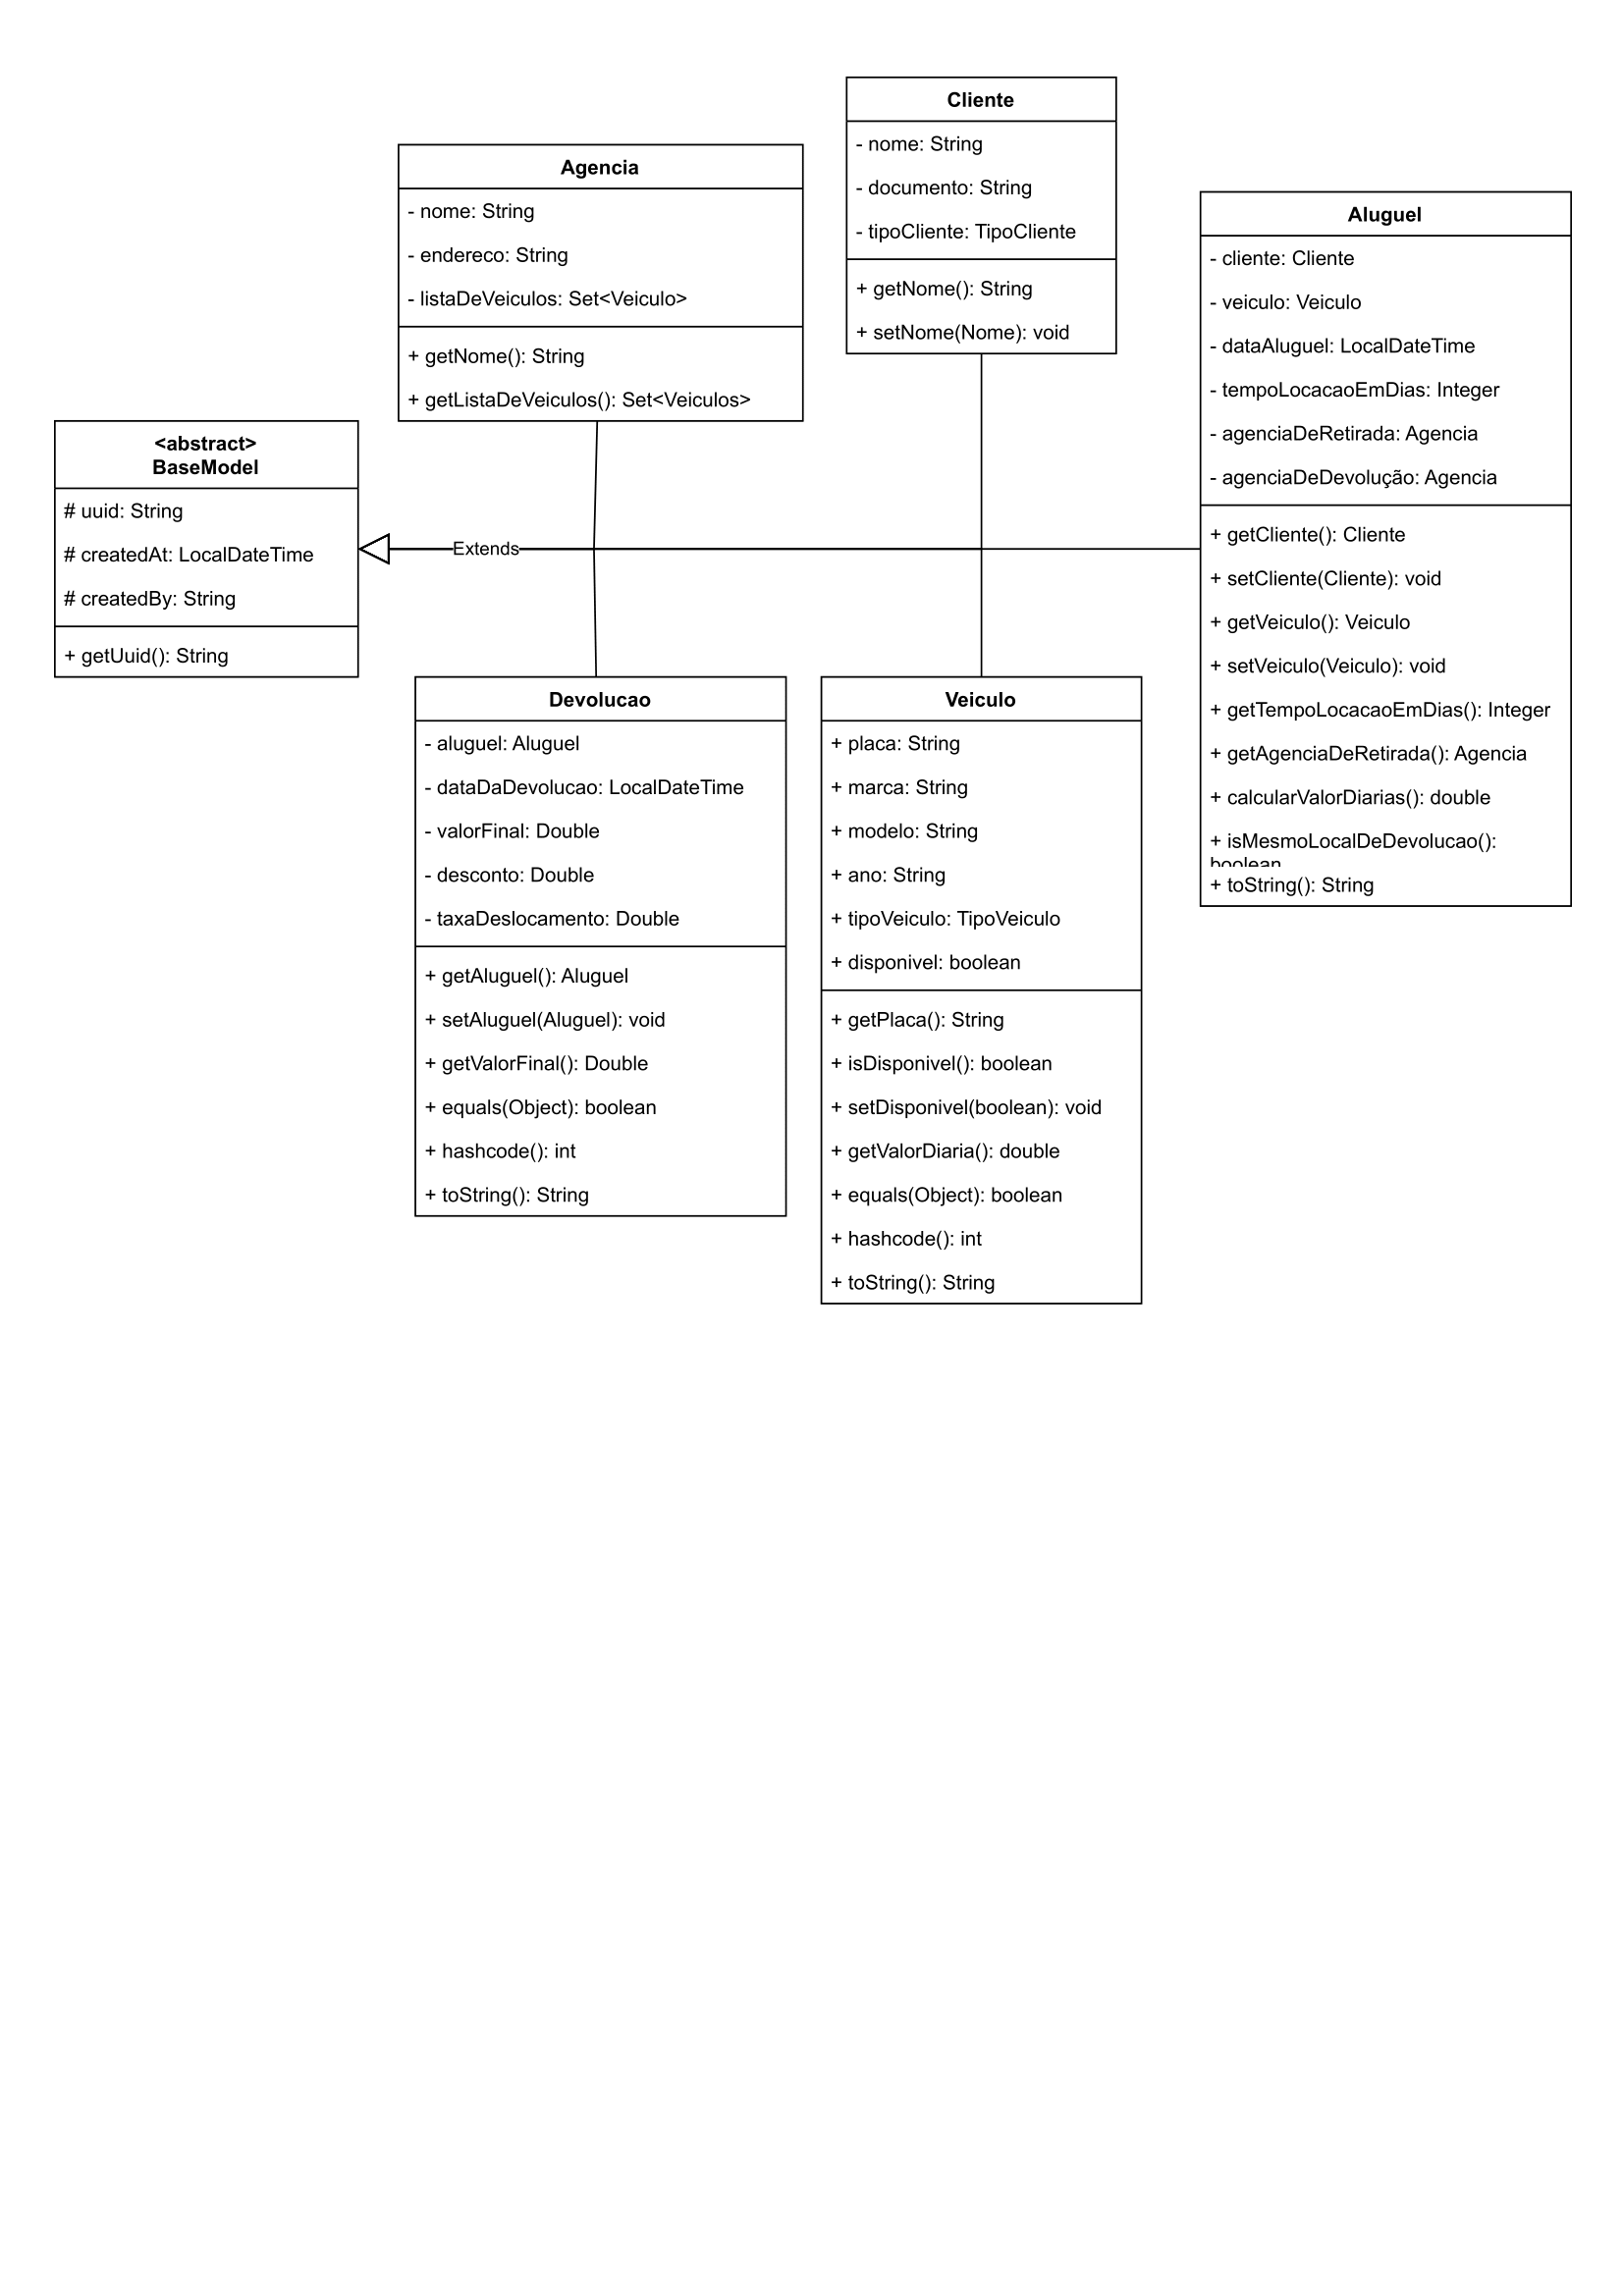 Cliente
- nome: String
- documento: String
- tipoCliente: TipoCliente
+ getNome(): String
+ setNome(Nome): void
Agencia
- nome: String
- endereco: String
- listaDeVeiculos: Set<Veiculo>
+ getNome(): String
+ getListaDeVeiculos(): Set<Veiculos>
Aluguel
- cliente: Cliente
- veiculo: Veiculo
- dataAluguel: LocalDateTime
- tempoLocacaoEmDias: Integer
- agenciaDeRetirada: Agencia
- agenciaDeDevolução: Agencia
+ getCliente(): Cliente
+ setCliente(Cliente): void
+ getVeiculo(): Veiculo
+ setVeiculo(Veiculo): void
+ getTempoLocacaoEmDias(): Integer
+ getAgenciaDeRetirada(): Agencia
+ calcularValorDiarias(): double
+ isMesmoLocalDeDevolucao():
boolean
+ toString(): String
<abstract>
BaseModel
# uuid: String
# createdAt: LocalDateTime
# createdBy: String
+ getUuid(): String
Extends
Devolucao
- aluguel: Aluguel
- dataDaDevolucao: LocalDateTime
- valorFinal: Double
- desconto: Double
- taxaDeslocamento: Double
+ getAluguel(): Aluguel
+ setAluguel(Aluguel): void
+ getValorFinal(): Double
+ equals(Object): boolean
+ hashcode(): int
+ toString(): String
Veiculo
+ placa: String
+ marca: String
+ modelo: String
+ ano: String
+ tipoVeiculo: TipoVeiculo
+ disponivel: boolean
+ getPlaca(): String
+ isDisponivel(): boolean
+ setDisponivel(boolean): void
+ getValorDiaria(): double
+ equals(Object): boolean
+ hashcode(): int
+ toString(): String